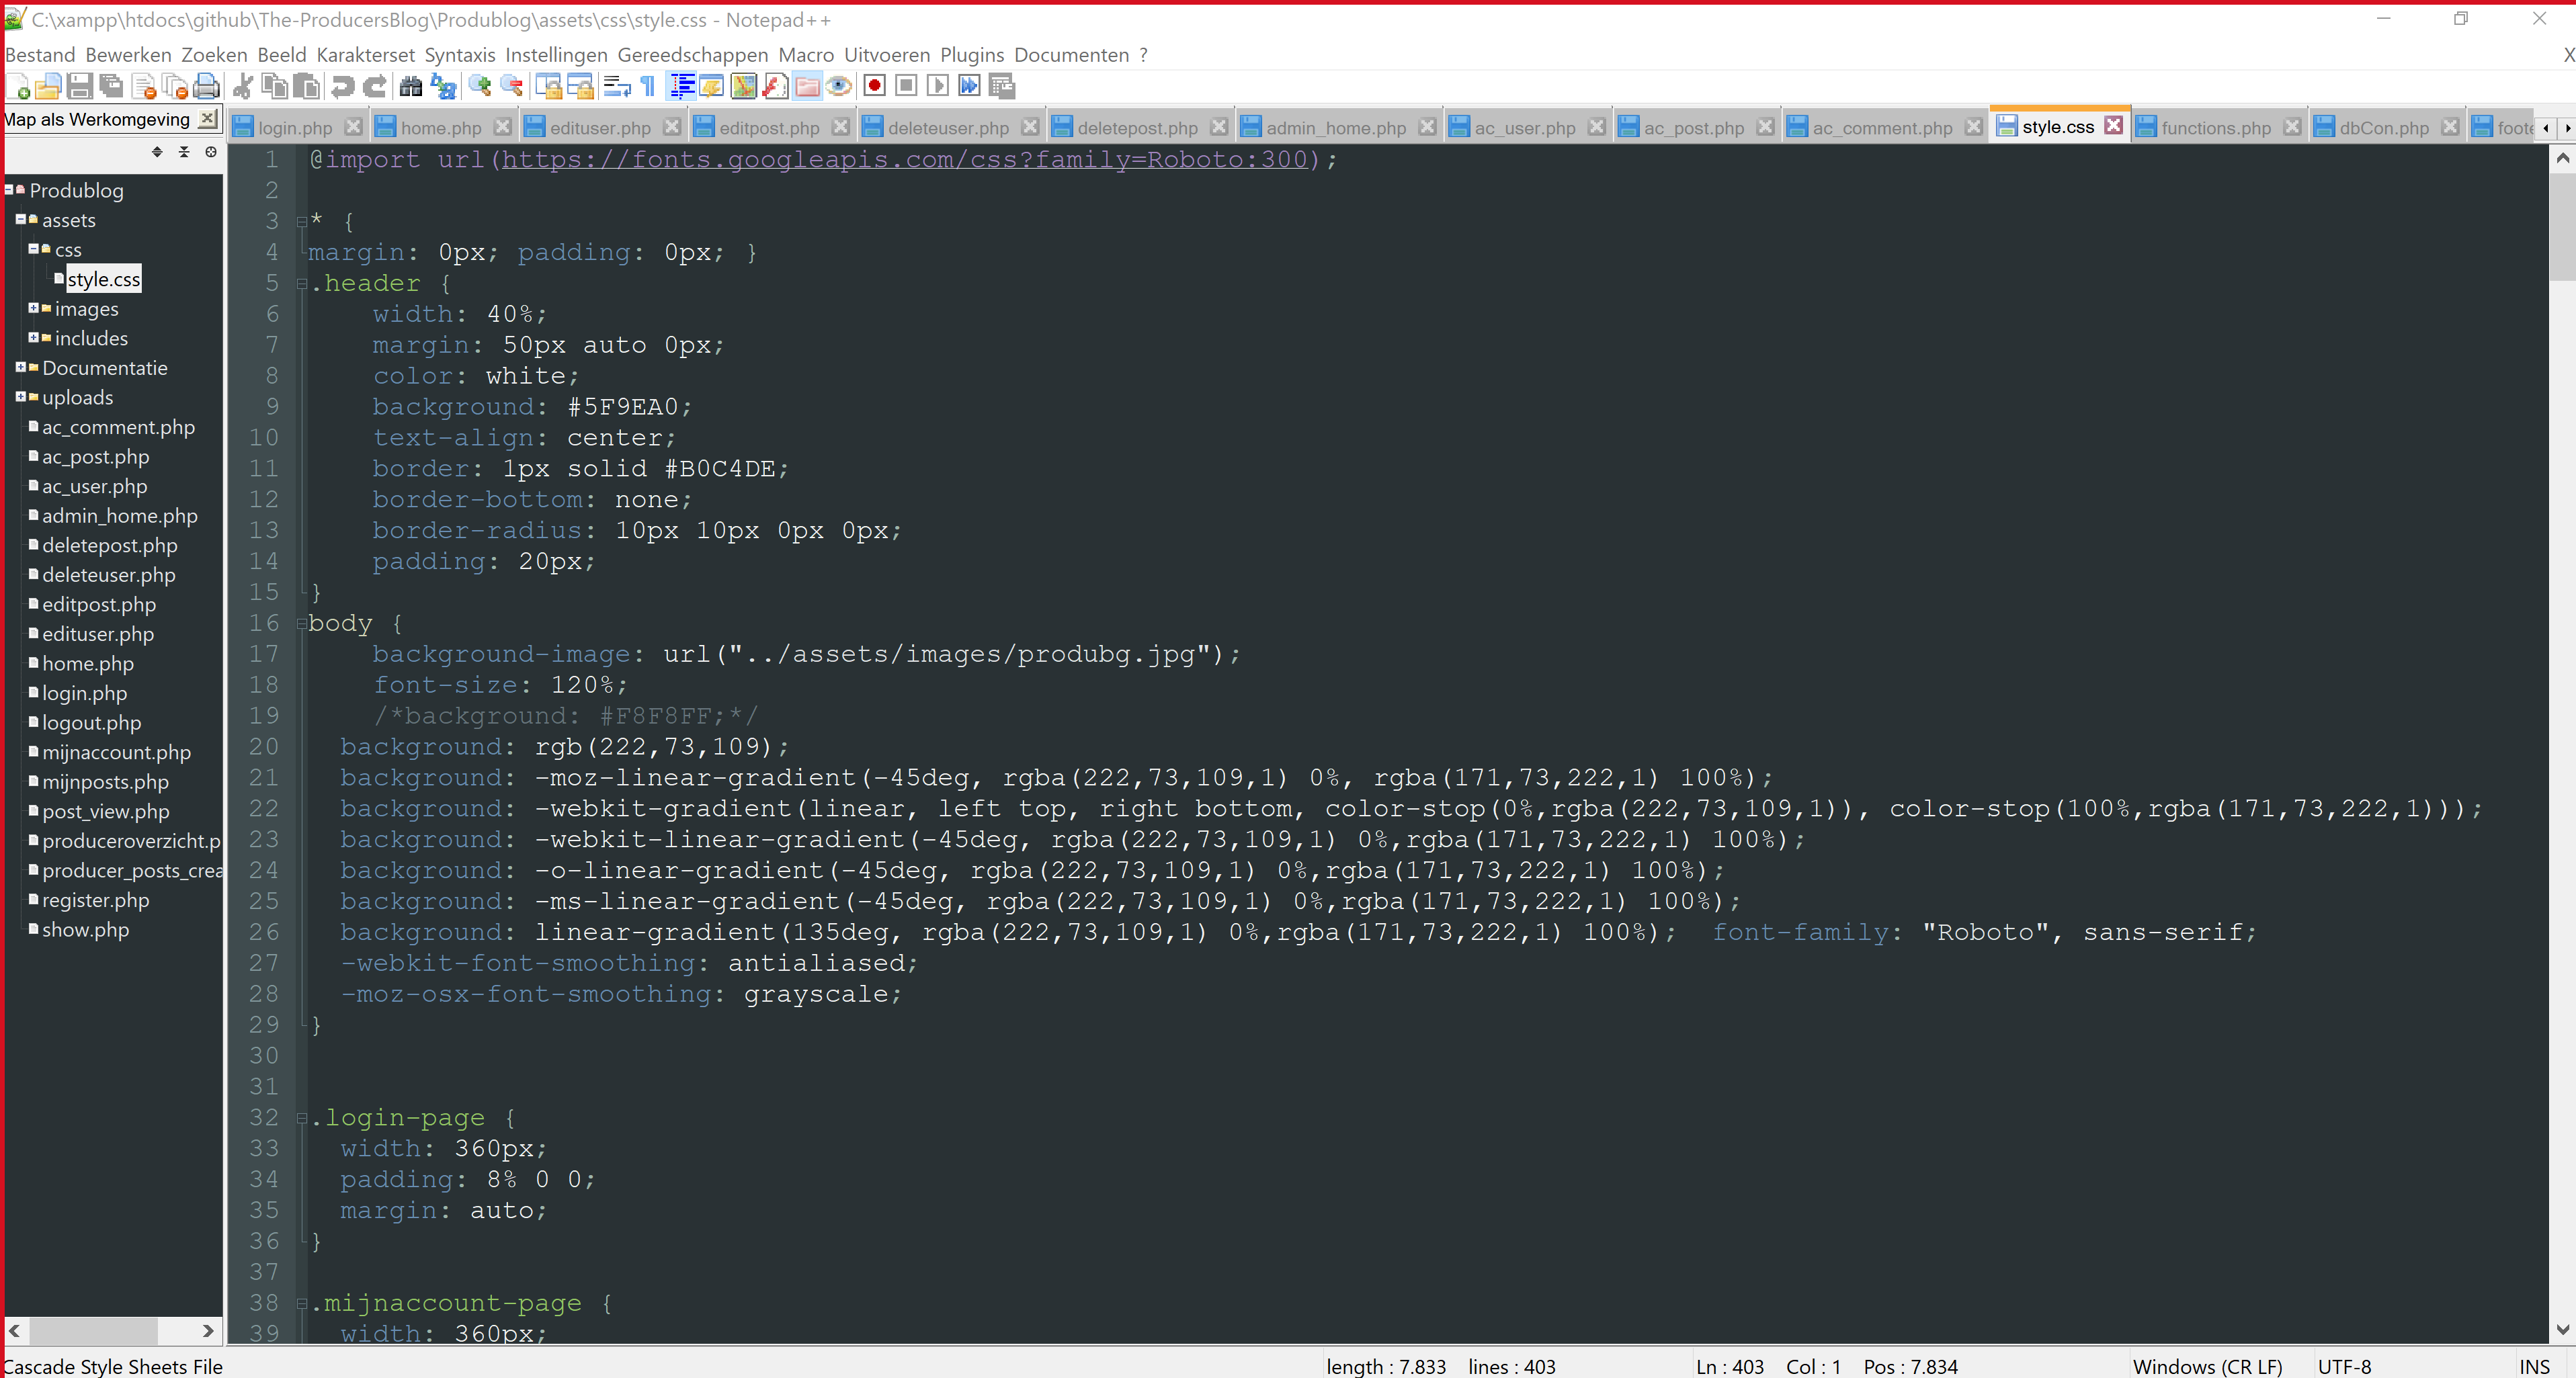 C:\xampp\htdocs\github\The-ProducersBlog\Produblog\assets\css\style.css - Notepad++
Bestand Bewerken Zoeken Beeld Karakterset Syntaxis Instellingen Gereedschappen Macro Uitvoeren Plugins Documenten ?
X
Map als Werkomgeving
login.php home.php edituser.php editpost.php deleteuser.php deletepost.php admin_home.php ac_user.php ac_post.php ac_comment.php style.css functions.php dbCon.php foote
Produblog
assets
css
style.css
images
includes
Documentatie
uploads
ac_comment.php
ac_post.php
ac_user.php
admin_home.php
deletepost.php
deleteuser.php
editpost.php
edituser.php
home.php
login.php
logout.php
mijnaccount.php
mijnposts.php
post_view.php
produceroverzicht.p
producer_posts_crea
register.php
show.php
1 @import url(https://fonts.googleapis.com/css?family=Roboto:300);
2
3 * {
4 margin: 0px; padding: 0px; }
5 .header {
6 width: 40%;
7 margin: 50px auto 0px;
8 color: white;
9 background: #5F9EA0;
10 text-align: center;
11 border: 1px solid #B0C4DE;
12 border-bottom: none;
13 border-radius: 10px 10px 0px 0px;
14 padding: 20px;
15 }
16 body {
17 background-image: url("../assets/images/produbg.jpg");
18 font-size: 120%;
19 /*background: #F8F8FF;*/
20 background: rgb(222,73,109);
21 background: -moz-linear-gradient(-45deg, rgba(222,73,109,1) 0%, rgba(171,73,222,1) 100%);
22 background: -webkit-gradient(linear, left top, right bottom, color-stop(0%,rgba(222,73,109,1)), color-stop(100%,rgba(171,73,222,1)));
23 background: -webkit-linear-gradient(-45deg, rgba(222,73,109,1) 0%,rgba(171,73,222,1) 100%);
24 background: -o-linear-gradient(-45deg, rgba(222,73,109,1) 0%,rgba(171,73,222,1) 100%);
25 background: -ms-linear-gradient(-45deg, rgba(222,73,109,1) 0%,rgba(171,73,222,1) 100%);
26 background: linear-gradient(135deg, rgba(222,73,109,1) 0%,rgba(171,73,222,1) 100%); font-family: "Roboto", sans-serif;
27 -webkit-font-smoothing: antialiased;
28 -moz-osx-font-smoothing: grayscale;
29 }
30
31
32 .login-page {
33 width: 360px;
34 padding: 8% 0 0;
35 margin: auto;
36 }
37
38 .mijnaccount-page {
39 width: 360px;
Cascade Style Sheets File length : 7.833 lines : 403 Ln : 403 Col : 1 Pos : 7.834 Windows (CR LF) UTF-8 INS